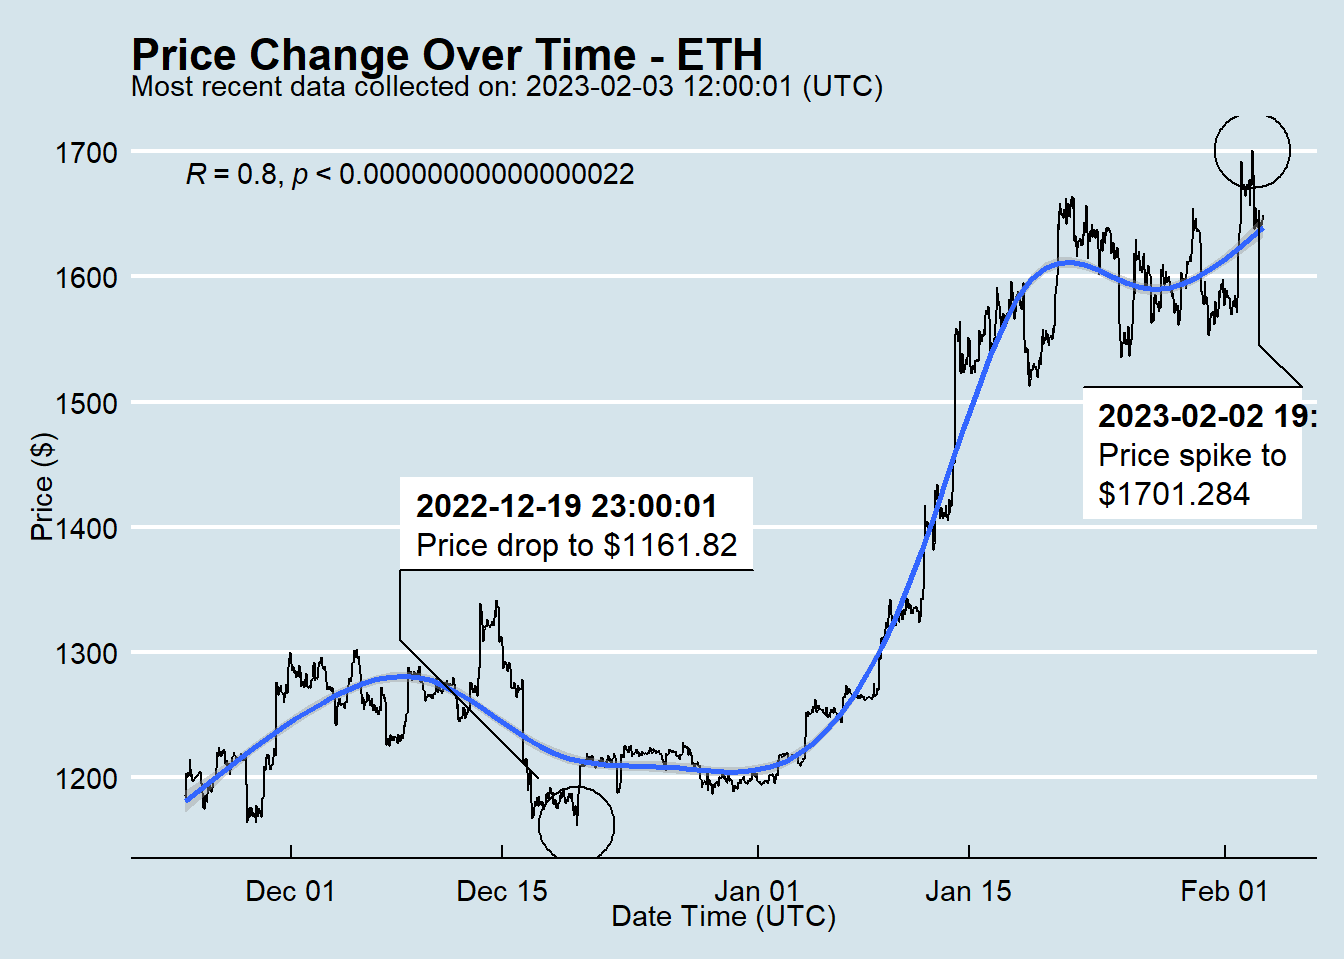 Price Change Over Time - ETH
Most recent data collected on: 2023-02-03 12:00:01 (UTC)
R = 0.8, p < 0.00000000000000022
1700
1600
1500
1400
1300
1200
Price ($)
2023-02-02 19:
Price spike to
$1701.284
2022-12-19 23:00:01
Price drop to $1161.82
Dec 01
Dec 15
Jan 01
Jan 15
Feb 01
Date Time (UTC)